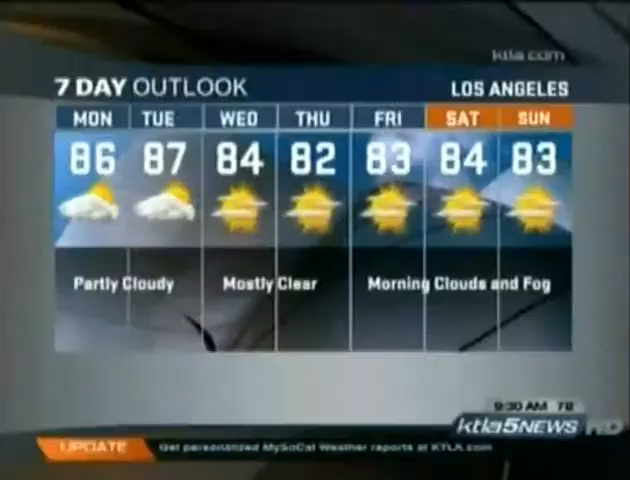 ktla.com
7 DAY OUTLOOK LOS ANGELES
MON TUE WED THU FRI SAT SUN
86 87 84 82 83 84 83
Partly Cloudy Mostly Clear Morning Clouds and Fog
9:30 AM 78
ktla5NEWS HD
UPDATE Get personalized MySoCal Weather reports at KTLA.com